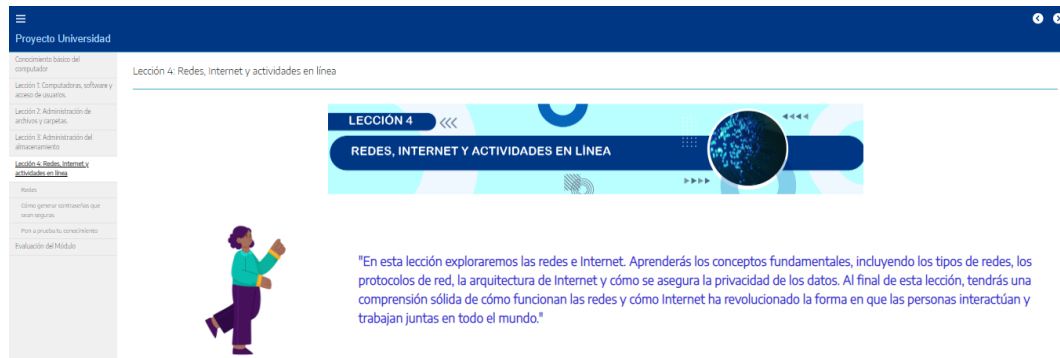 Proyecto Universidad
Conocimiento básico del
computador
Lección 1: Computadoras, software y
acceso de usuarios.
Lección 2: Administración de
archivos y carpetas.
Lección 3: Administración del
almacenamiento
Lección 4: Redes, Internet y
actividades en línea
Redes
Cómo generar contraseñas que
sean seguras
Pon a prueba tu conocimiento
Evaluación del Módulo
Lección 4: Redes, Internet y actividades en línea
LECCIÓN 4
REDES, INTERNET Y ACTIVIDADES EN LÍNEA
"En esta lección exploraremos las redes e Internet. Aprenderás los conceptos fundamentales, incluyendo los tipos de redes, los
protocolos de red, la arquitectura de Internet y cómo se asegura la privacidad de los datos. Al final de esta lección, tendrás una
comprensión sólida de cómo funcionan las redes y cómo Internet ha revolucionado la forma en que las personas interactúan y
trabajan juntas en todo el mundo."